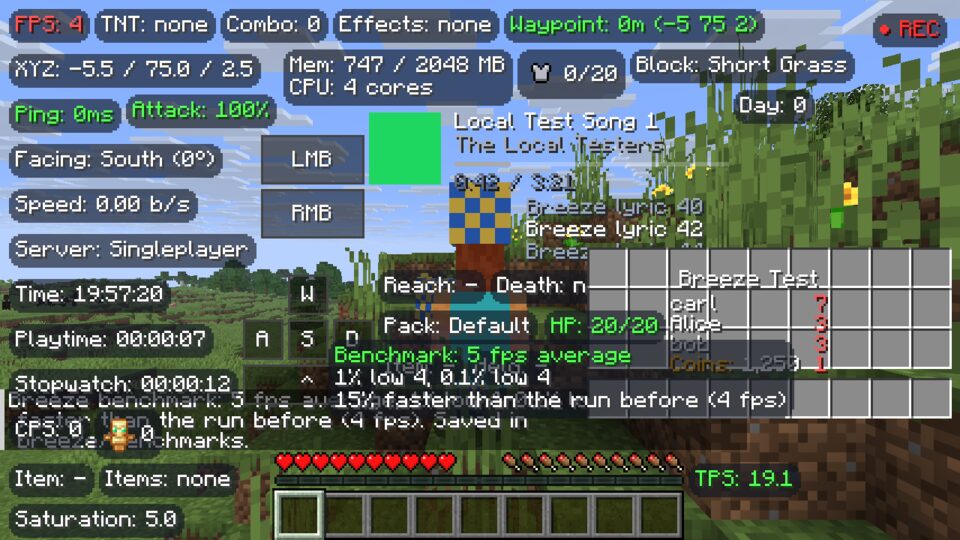 FPS: 4
TNT: none
Combo: 0
Effects: none
Waypoint: 0m (-5 75 2)
REC
XYZ: -5.5 / 75.0 / 2.5
Mem: 747 / 2048 MB
CPU: 4 cores
0/20
Block: Short Grass
Ping: 0ms
Attack: 100%
Day: 0
Local Test Song 1
The Local Testers
Facing: South (0°)
LMB
0:42 / 3:21
Speed: 0.00 b/s
RMB
Breeze lyric 40
Breeze lyric 42
Breeze
Server: Singleplayer
Breeze Test
Time: 19:57:20
W
Reach: -
Death: n
carl 7
Alice 3
bob 3
Coins: 1,250 1
Playtime: 00:00:07
A
S
D
Pack: Default
HP: 20/20
Benchmark: 5 fps average
1% low 4, 0.1% low 4
15% faster than the run before (4 fps)
Stopwatch: 00:00:12
^
Breeze benchmark: 5 fps
than the run before (4 fps). Saved in
benchmarks.
CPS: 0
0
Item: -
Items: none
TPS: 19.1
Saturation: 5.0